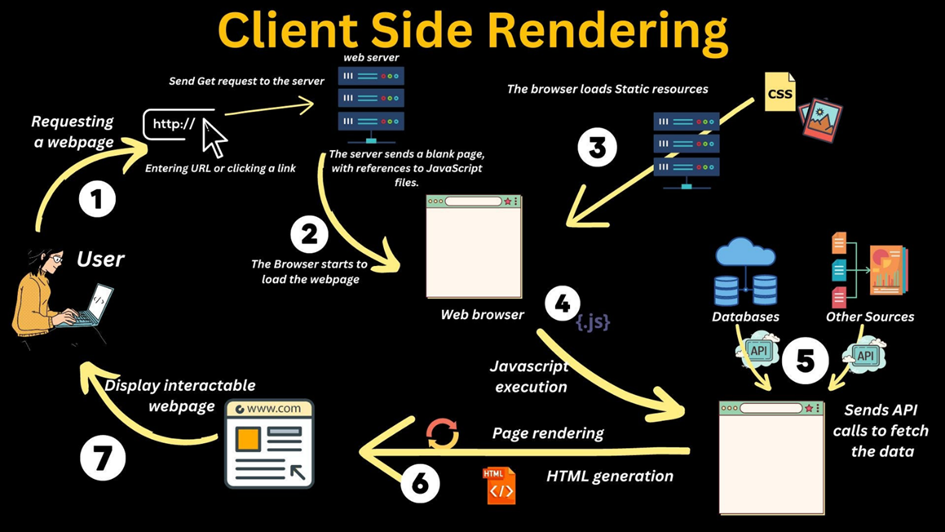 Client Side Rendering
web server
Send Get request to the server
http://
Requesting
a webpage
Entering URL or clicking a link
1
The server sends a blank page,
with references to JavaScript
files.
2
The Browser starts to
load the webpage
Web browser
The browser loads Static resources
CSS
3
User
4
{.js}
Javascript
execution
Databases
Other Sources
API
API
5
Sends API
calls to fetch
the data
Page rendering
HTML generation
HTML
</>
6
www.com
Display interactable
webpage
7
</>